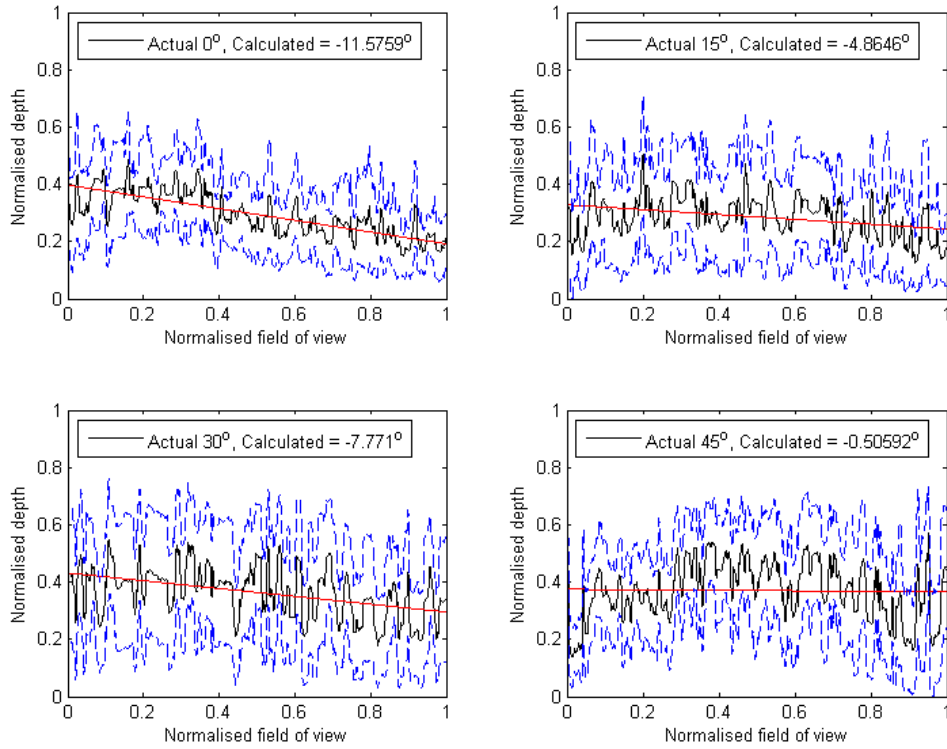 Actual 0°, Calculated = -11.5759°
1
0.8
0.6
0.4
0.2
0
Normalised depth
0 0.2 0.4 0.6 0.8 1
Normalised field of view
Actual 15°, Calculated = -4.8646°
1
0.8
0.6
0.4
0.2
0
Normalised depth
0 0.2 0.4 0.6 0.8 1
Normalised field of view
Actual 30°, Calculated = -7.771°
1
0.8
0.6
0.4
0.2
0
Normalised depth
0 0.2 0.4 0.6 0.8 1
Normalised field of view
Actual 45°, Calculated = -0.50592°
1
0.8
0.6
0.4
0.2
0
Normalised depth
0 0.2 0.4 0.6 0.8 1
Normalised field of view